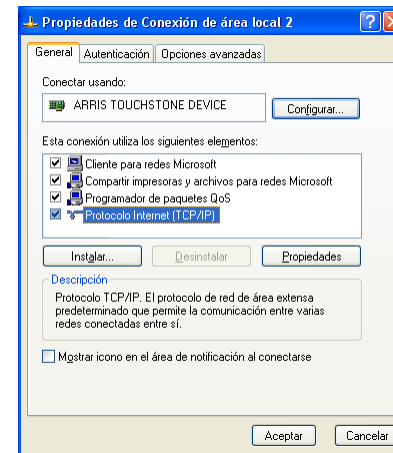 Propiedades de Conexión de área local 2
General Autenticación Opciones avanzadas
Conectar usando:
ARRIS TOUCHSTONE DEVICE Configurar...
Esta conexión utiliza los siguientes elementos:
Cliente para redes Microsoft
Compartir impresoras y archivos para redes Microsoft
Programador de paquetes QoS
Protocolo Internet (TCP/IP)
Instalar... Desinstalar Propiedades
Descripción
Protocolo TCP/IP. El protocolo de red de área extensa
predeterminado que permite la comunicación entre varias
redes conectadas entre sí.
Mostrar icono en el área de notificación al conectarse
Aceptar Cancelar